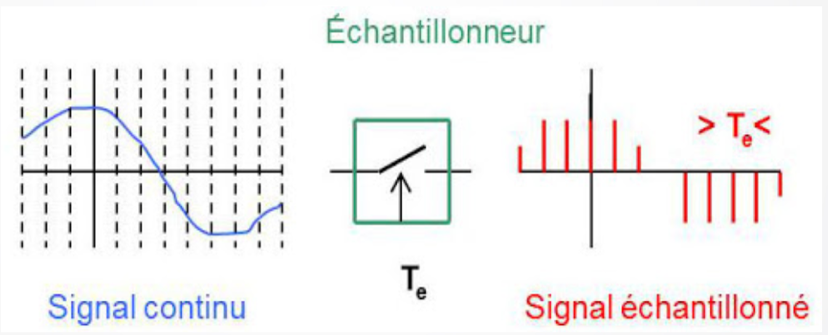 Échantillonneur
> Te <
Te
Signal continu
Signal échantillonné